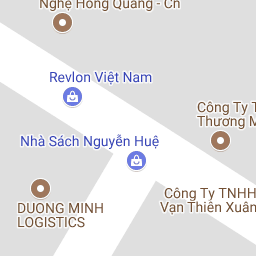 Nghệ Hồng Quang - Cn
Revlon Việt Nam
Công Ty T
Thương M
Nhà Sách Nguyễn Huệ
Công Ty TNHH
Vạn Thiên Xuân
DUONG MINH
LOGISTICS